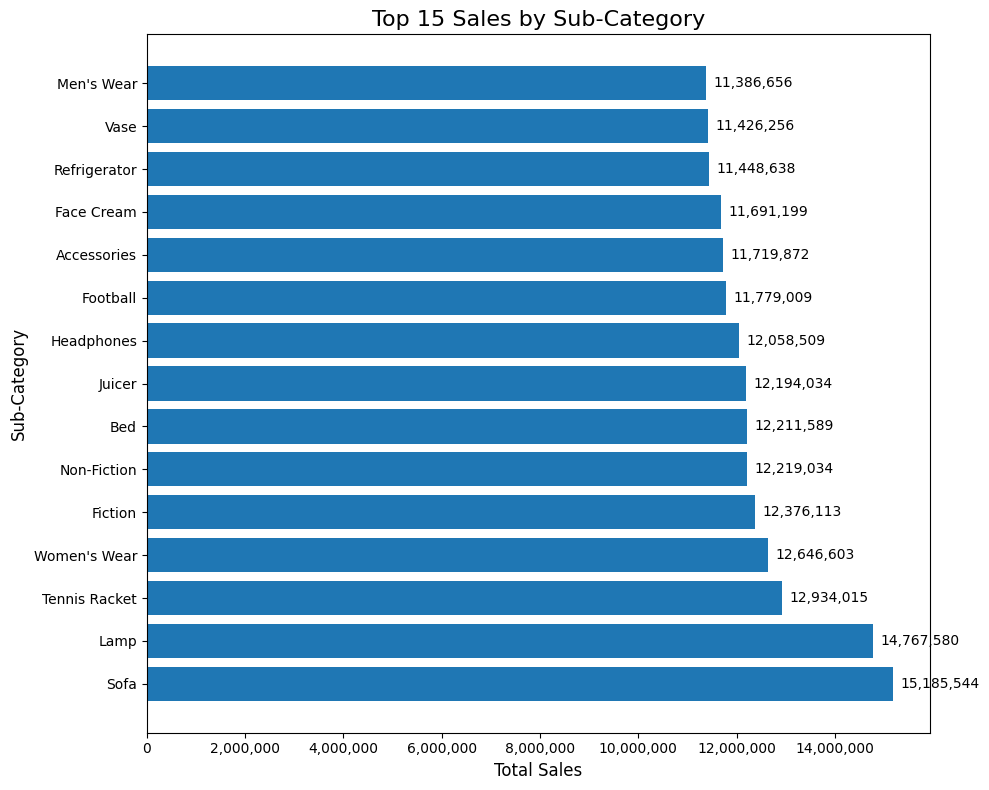 Top 15 Sales by Sub-Category
Men's Wear 11,386,656
Vase 11,426,256
Refrigerator 11,448,638
Face Cream 11,691,199
Accessories 11,719,872
Football 11,779,009
Headphones 12,058,509
Juicer 12,194,034
Bed 12,211,589
Non-Fiction 12,219,034
Fiction 12,376,113
Women's Wear 12,646,603
Tennis Racket 12,934,015
Lamp 14,767,580
Sofa 15,185,544
Sub-Category
0 2,000,000 4,000,000 6,000,000 8,000,000 10,000,000 12,000,000 14,000,000
Total Sales